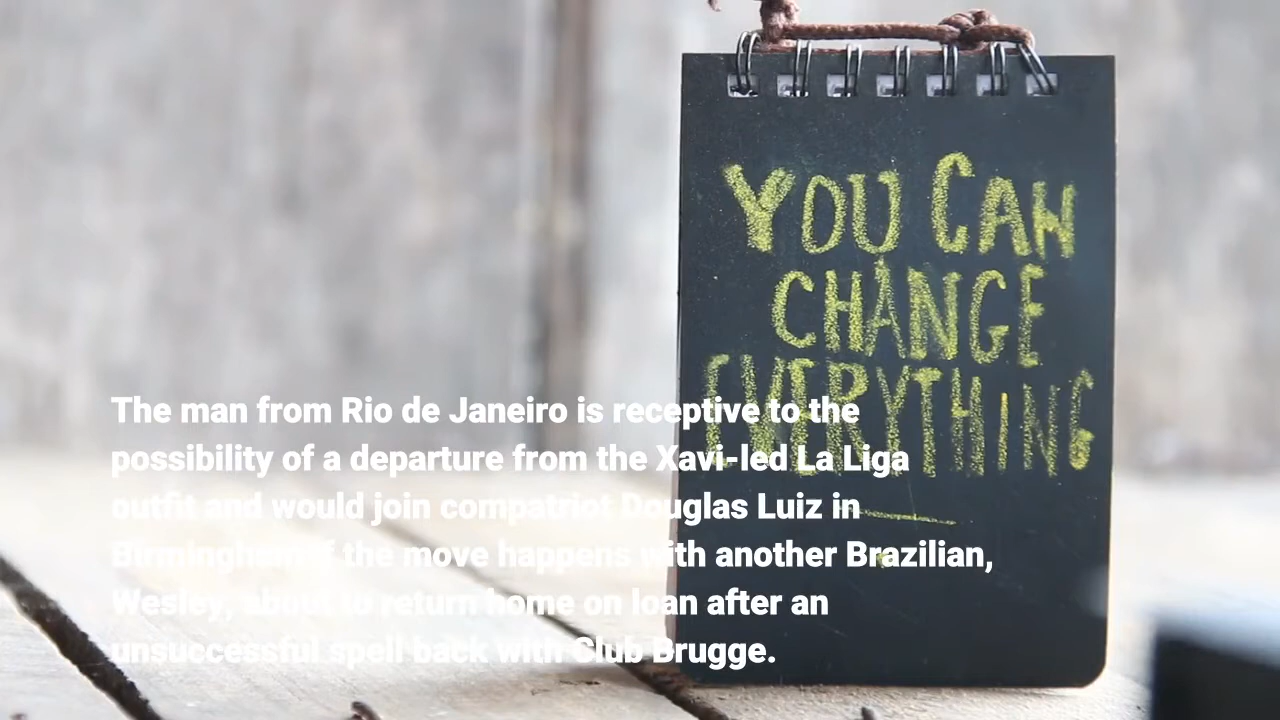 YOU CAN
CHANGE
EVERYTHING
The man from Rio de Janeiro is receptive to the
possibility of a departure from the Xavi-led La Liga
outfit and would join compatriot Douglas Luiz in
Birmingham if the move happens with another Brazilian,
Wesley, about to return home on loan after an
unsuccessful spell back with Club Brugge.